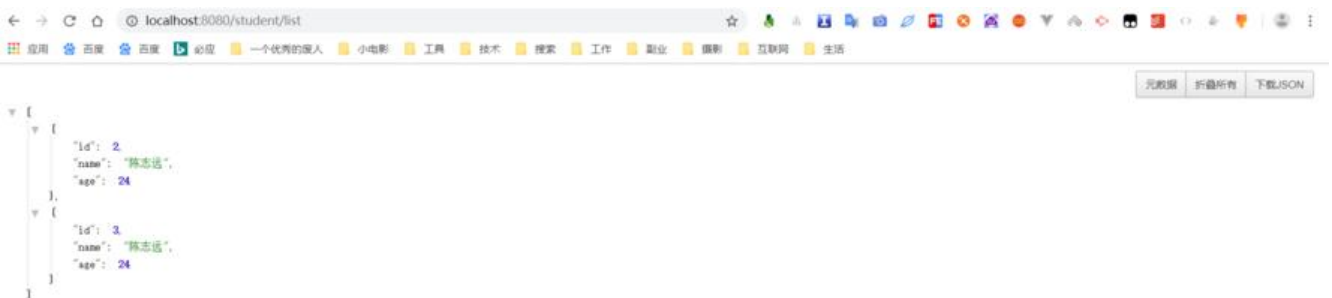 localhost:8080/student/list
应用 百度 百度 必应 一个优秀的废人 小电影 工具 技术 搜索 工作 副业 摄影 互联网 生活
元数据 折叠所有 下载JSON
[
{
"id": 2,
"name": "陈志远",
"age": 24
},
{
"id": 3,
"name": "陈志远",
"age": 24
}
]